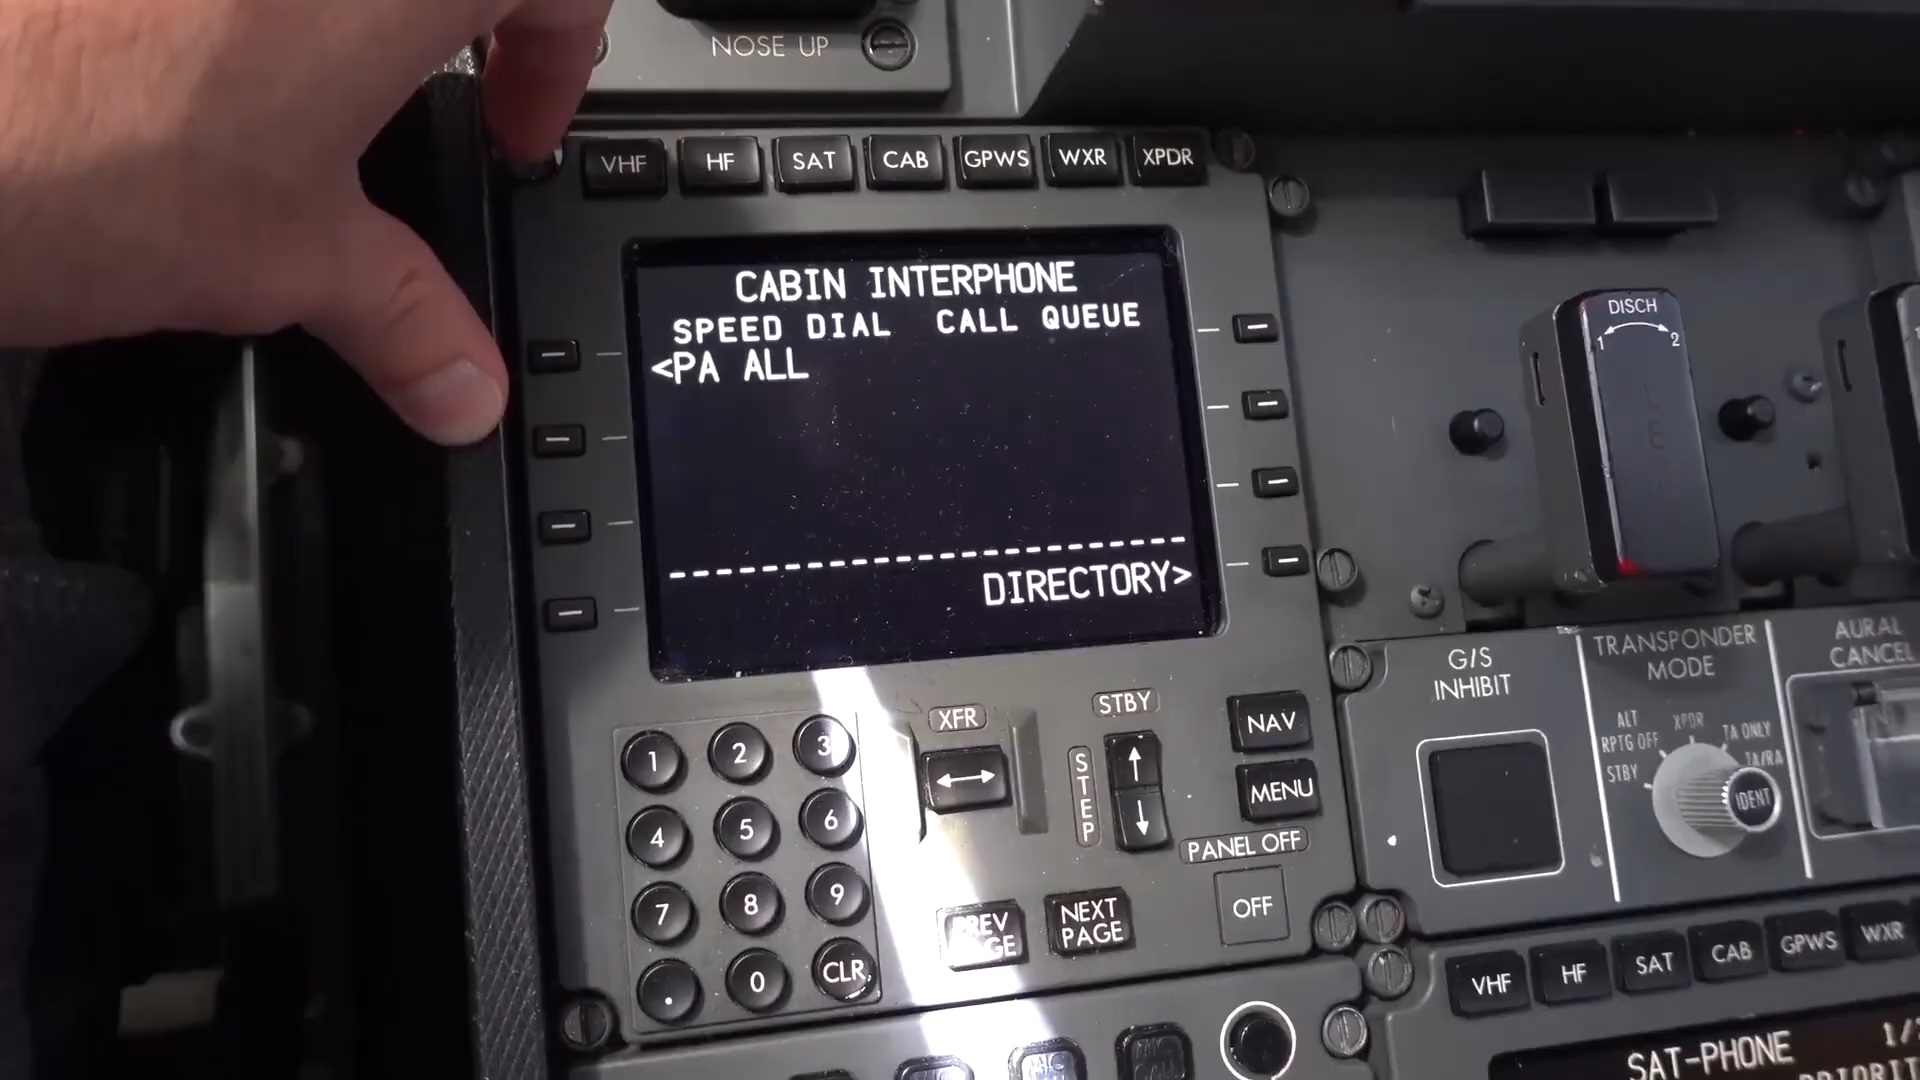 NOSE UP
VHF HF SAT CAB GPWS WXR XPDR
CABIN INTERPHONE
SPEED DIAL CALL QUEUE
<PA ALL
DIRECTORY>
DISCH
1 2
XFR
STBY
STEP
NAV
MENU
PANEL OFF
OFF
1 2 3
4 5 6
7 8 9
. 0 CLR
PREV PAGE
NEXT PAGE
G/S
INHIBIT
TRANSPONDER
MODE
STBY
ALT
RPTG OFF
XPDR
TA ONLY
TA/RA
IDENT
AURAL
CANCEL
VHF HF SAT CAB GPWS WXR
SAT-PHONE